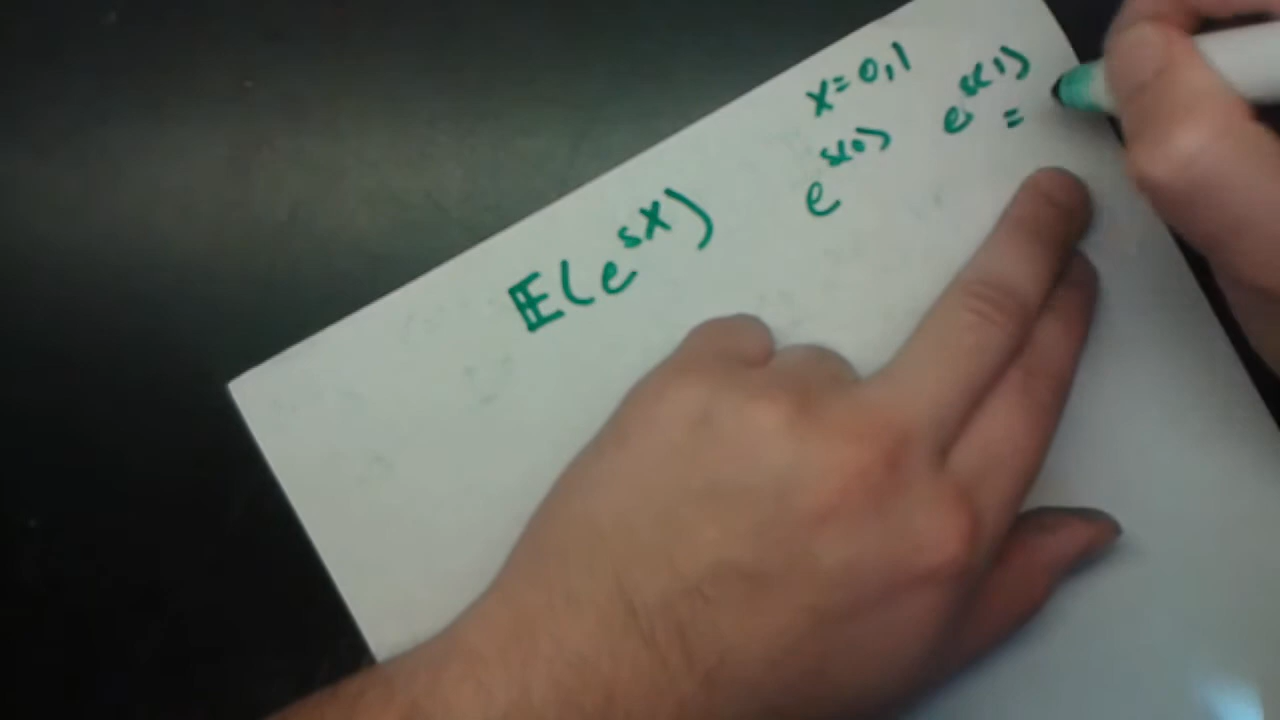 x=0,1
e^{s(0)} e^{s(1)} =
𝔼(e^{sX})